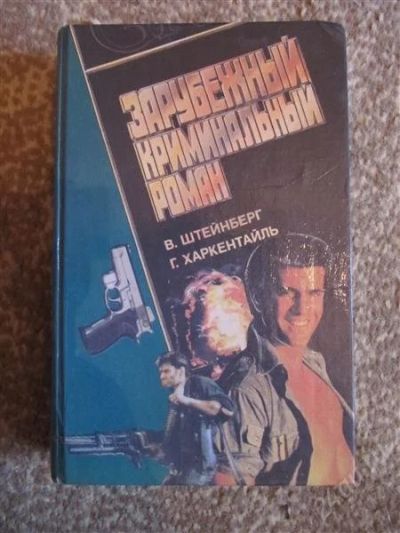 ЗАРУБЕЖНЫЙ
КРИМИНАЛЬНЫЙ
РОМАН
В. ШТЕЙНБЕРГ
Г. ХАРКЕНТАЙЛЬ